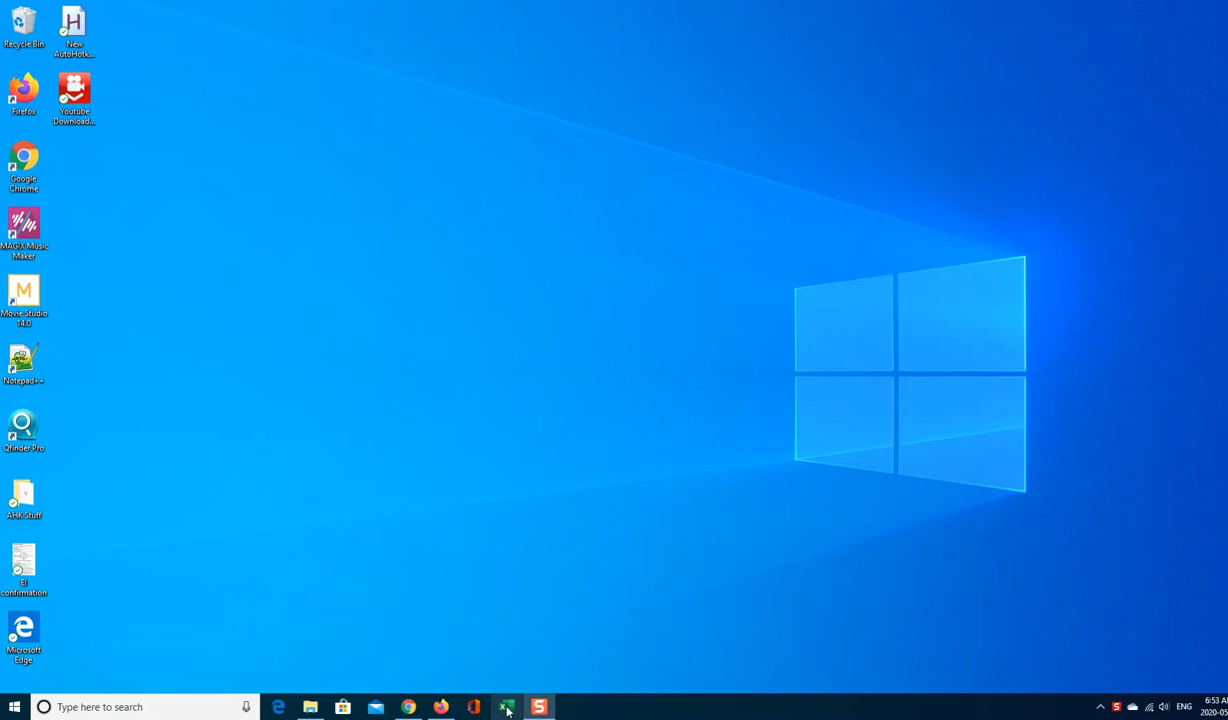 Recycle Bin
New
AutoHotk...
Firefox
Youtube
Download...
Google
Chrome
MAGIX Music
Maker
Movie Studio
14.0
Notepad++
Qfinder Pro
AHK Stuff
EI
confirmation
Microsoft
Edge
Type here to search
ENG
6:53 A
2020-05